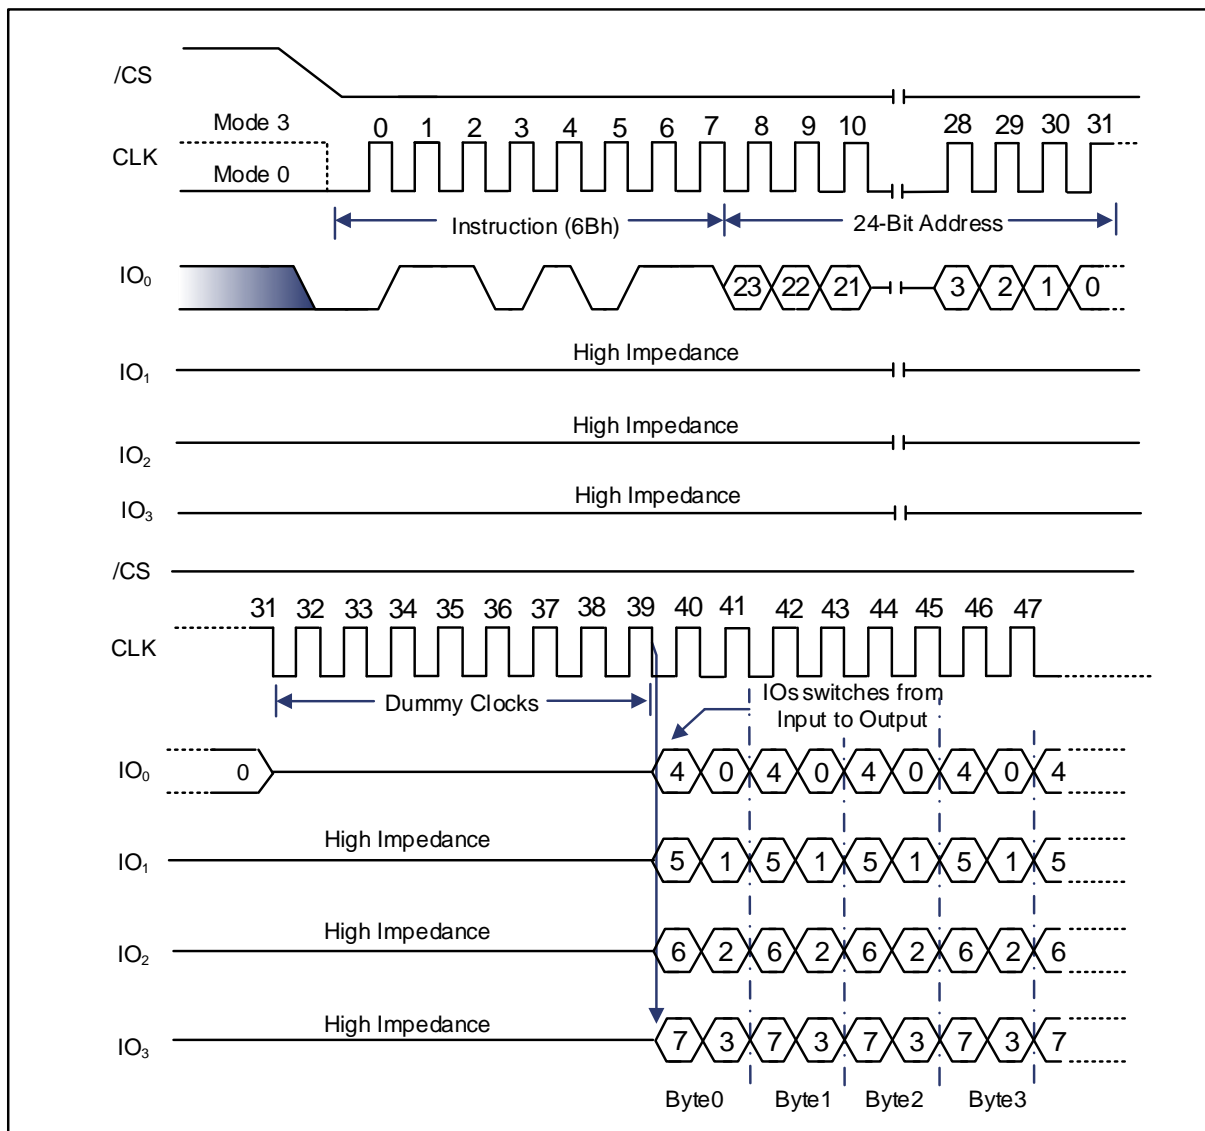 /CS
Mode 3
0 1 2 3 4 5 6 7 8 9 10 28 29 30 31
CLK
Mode 0
Instruction (6Bh)
24-Bit Address
IO0
23 22 21 3 2 1 0
High Impedance
IO1
High Impedance
IO2
High Impedance
IO3
/CS
31 32 33 34 35 36 37 38 39 40 41 42 43 44 45 46 47
CLK
Dummy Clocks
IOs switches from
Input to Output
IO0
0 4 0 4 0 4 0 4 0 4
High Impedance
IO1
5 1 5 1 5 1 5 1 5
High Impedance
IO2
6 2 6 2 6 2 6 2 6
High Impedance
IO3
7 3 7 3 7 3 7 3 7
Byte0 Byte1 Byte2 Byte3